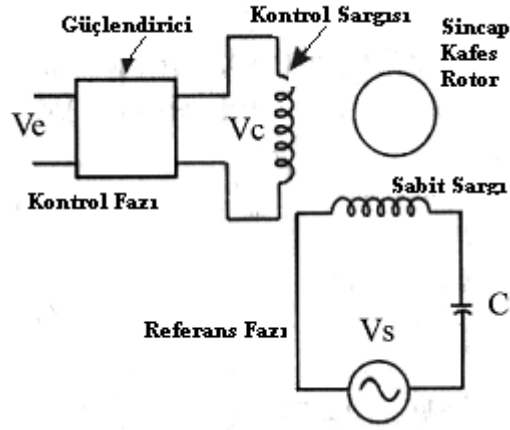 Güçlendirici
Kontrol Sargısı
Sincap
Kafes
Rotor
Ve
Vc
Kontrol Fazı
Sabit Sargı
Referans Fazı
Vs
C